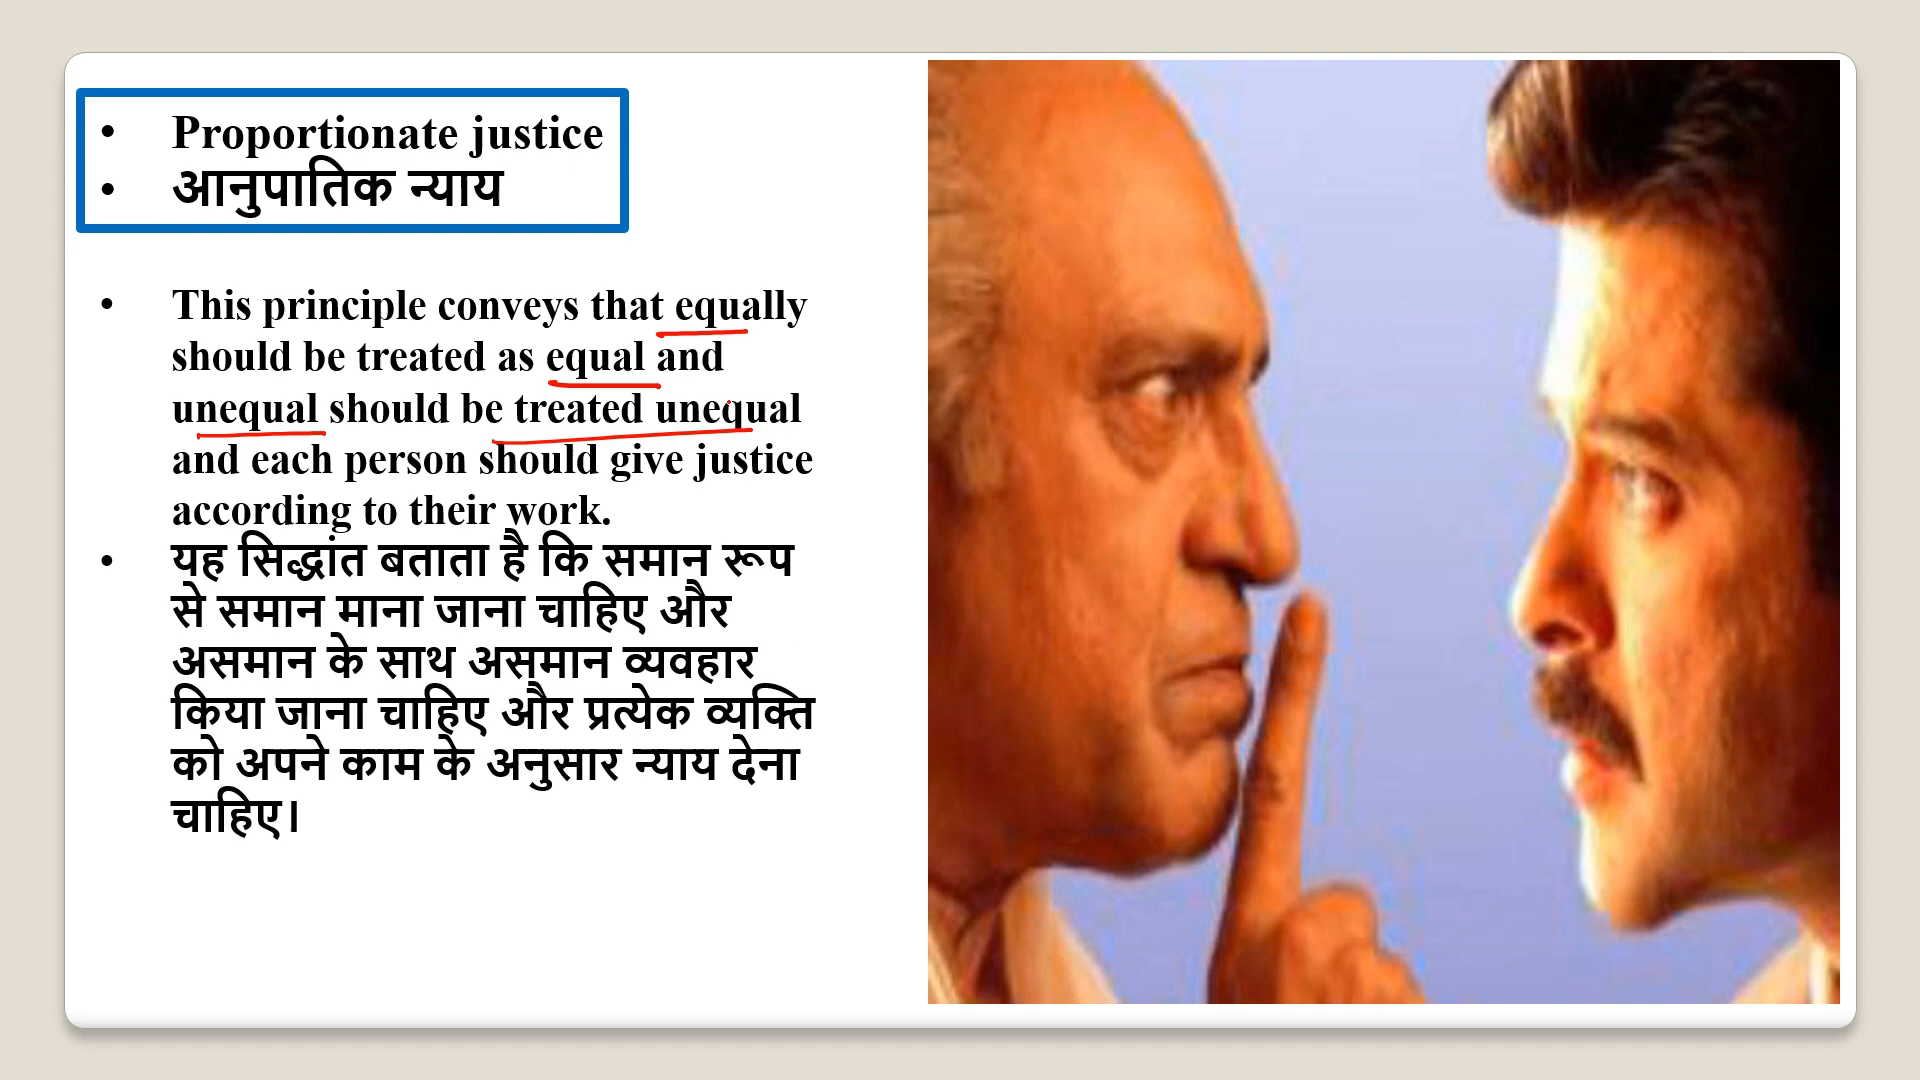 • Proportionate justice
• आनुपातिक न्याय
• This principle conveys that equally
should be treated as equal and
unequal should be treated unequal
and each person should give justice
according to their work.
• यह सिद्धांत बताता है कि समान रूप
से समान माना जाना चाहिए और
असमान के साथ असमान व्यवहार
किया जाना चाहिए और प्रत्येक व्यक्ति
को अपने काम के अनुसार न्याय देना
चाहिए।